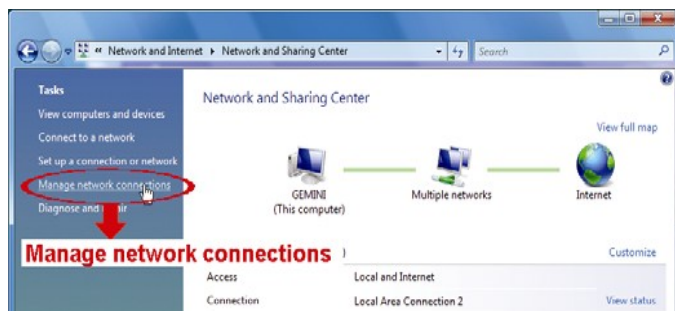 « Network and Internet ▸ Network and Sharing Center
Search
Tasks
View computers and devices
Connect to a network
Set up a connection or network
Manage network connections
Diagnose and
Manage network connections
Network and Sharing Center
View full map
GEMINI
(This computer)
Multiple networks
Internet
)
Customize
Access
Local and Internet
Connection
Local Area Connection 2
View status